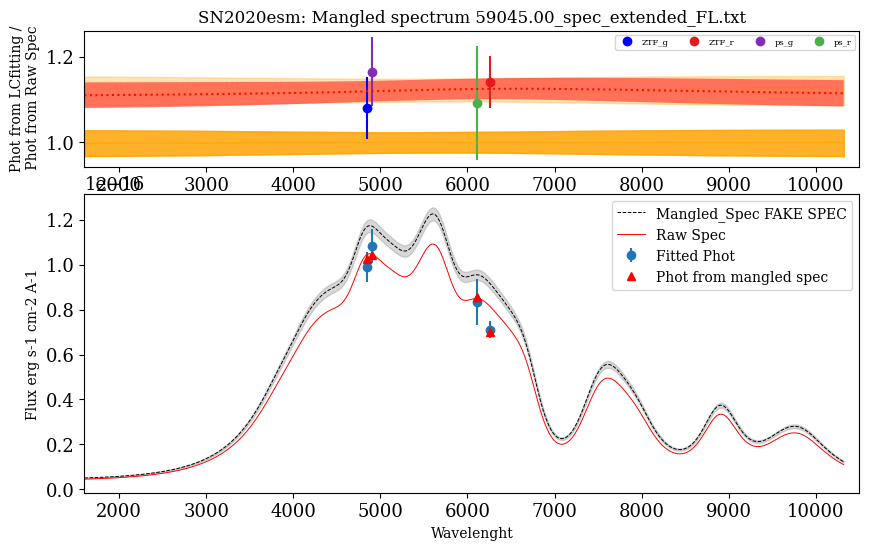 SN2020esm: Mangled spectrum 59045.00_spec_extended_FL.txt
Phot from LCfitting /
Phot from Raw Spec
1.2
1.0
ZTF_g
ZTF_r
ps_g
ps_r
2000 3000 4000 5000 6000 7000 8000 9000 10000
1e−16
Flux erg s-1 cm-2 A-1
1.2
1.0
0.8
0.6
0.4
0.2
0.0
Mangled_Spec FAKE SPEC
Raw Spec
Fitted Phot
Phot from mangled spec
2000 3000 4000 5000 6000 7000 8000 9000 10000
Wavelenght